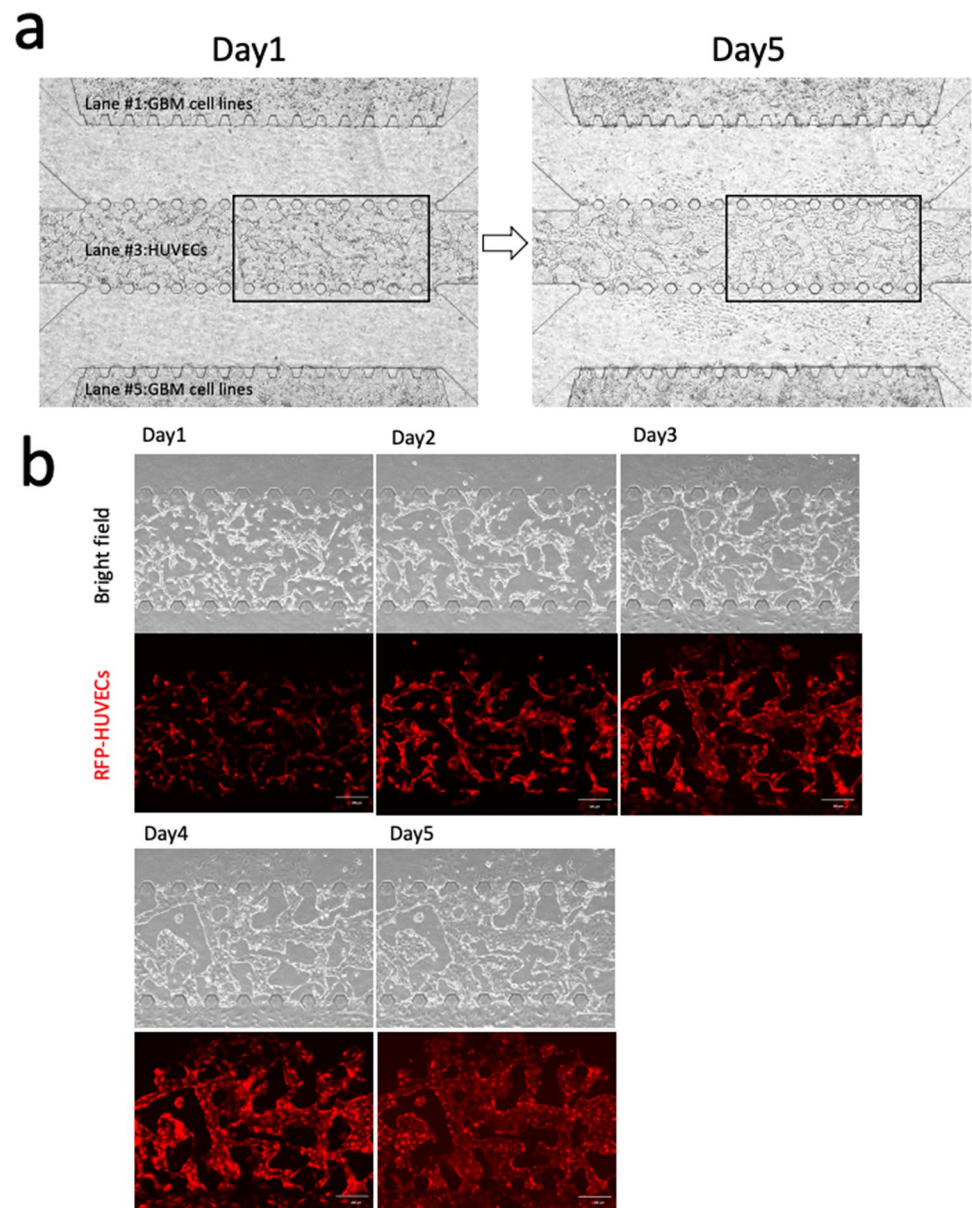 a
Day1
Day5
Lane #1:GBM cell lines
Lane #3:HUVECs
Lane #5:GBM cell lines
b
Day1
Day2
Day3
Bright field
RFP-HUVECs
Day4
Day5